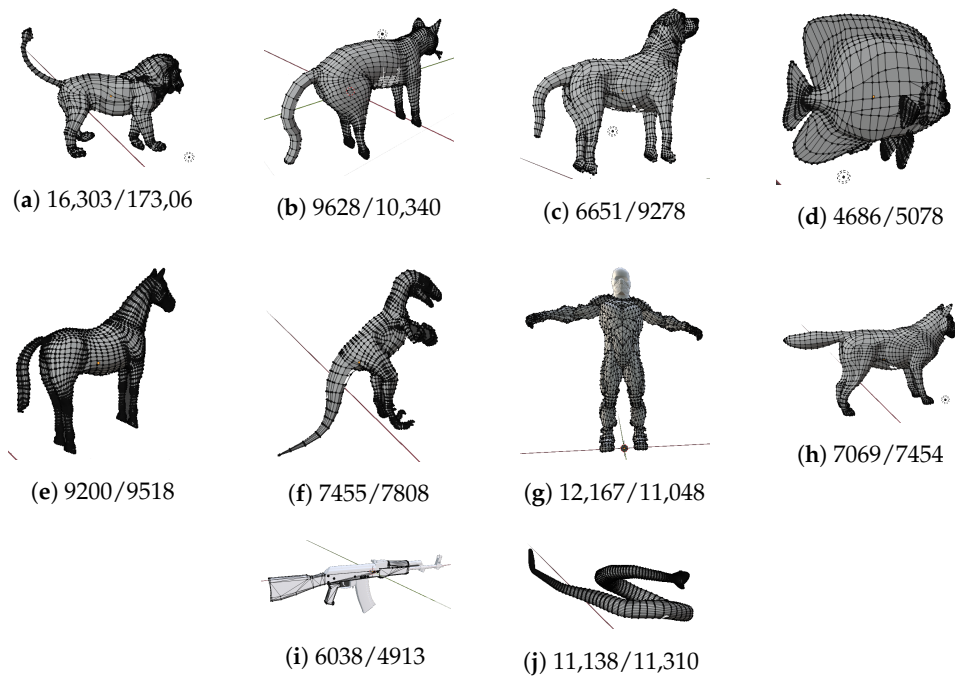 (a) 16,303/173,06
(b) 9628/10,340
(c) 6651/9278
(d) 4686/5078
(e) 9200/9518
(f) 7455/7808
(g) 12,167/11,048
(h) 7069/7454
(i) 6038/4913
(j) 11,138/11,310